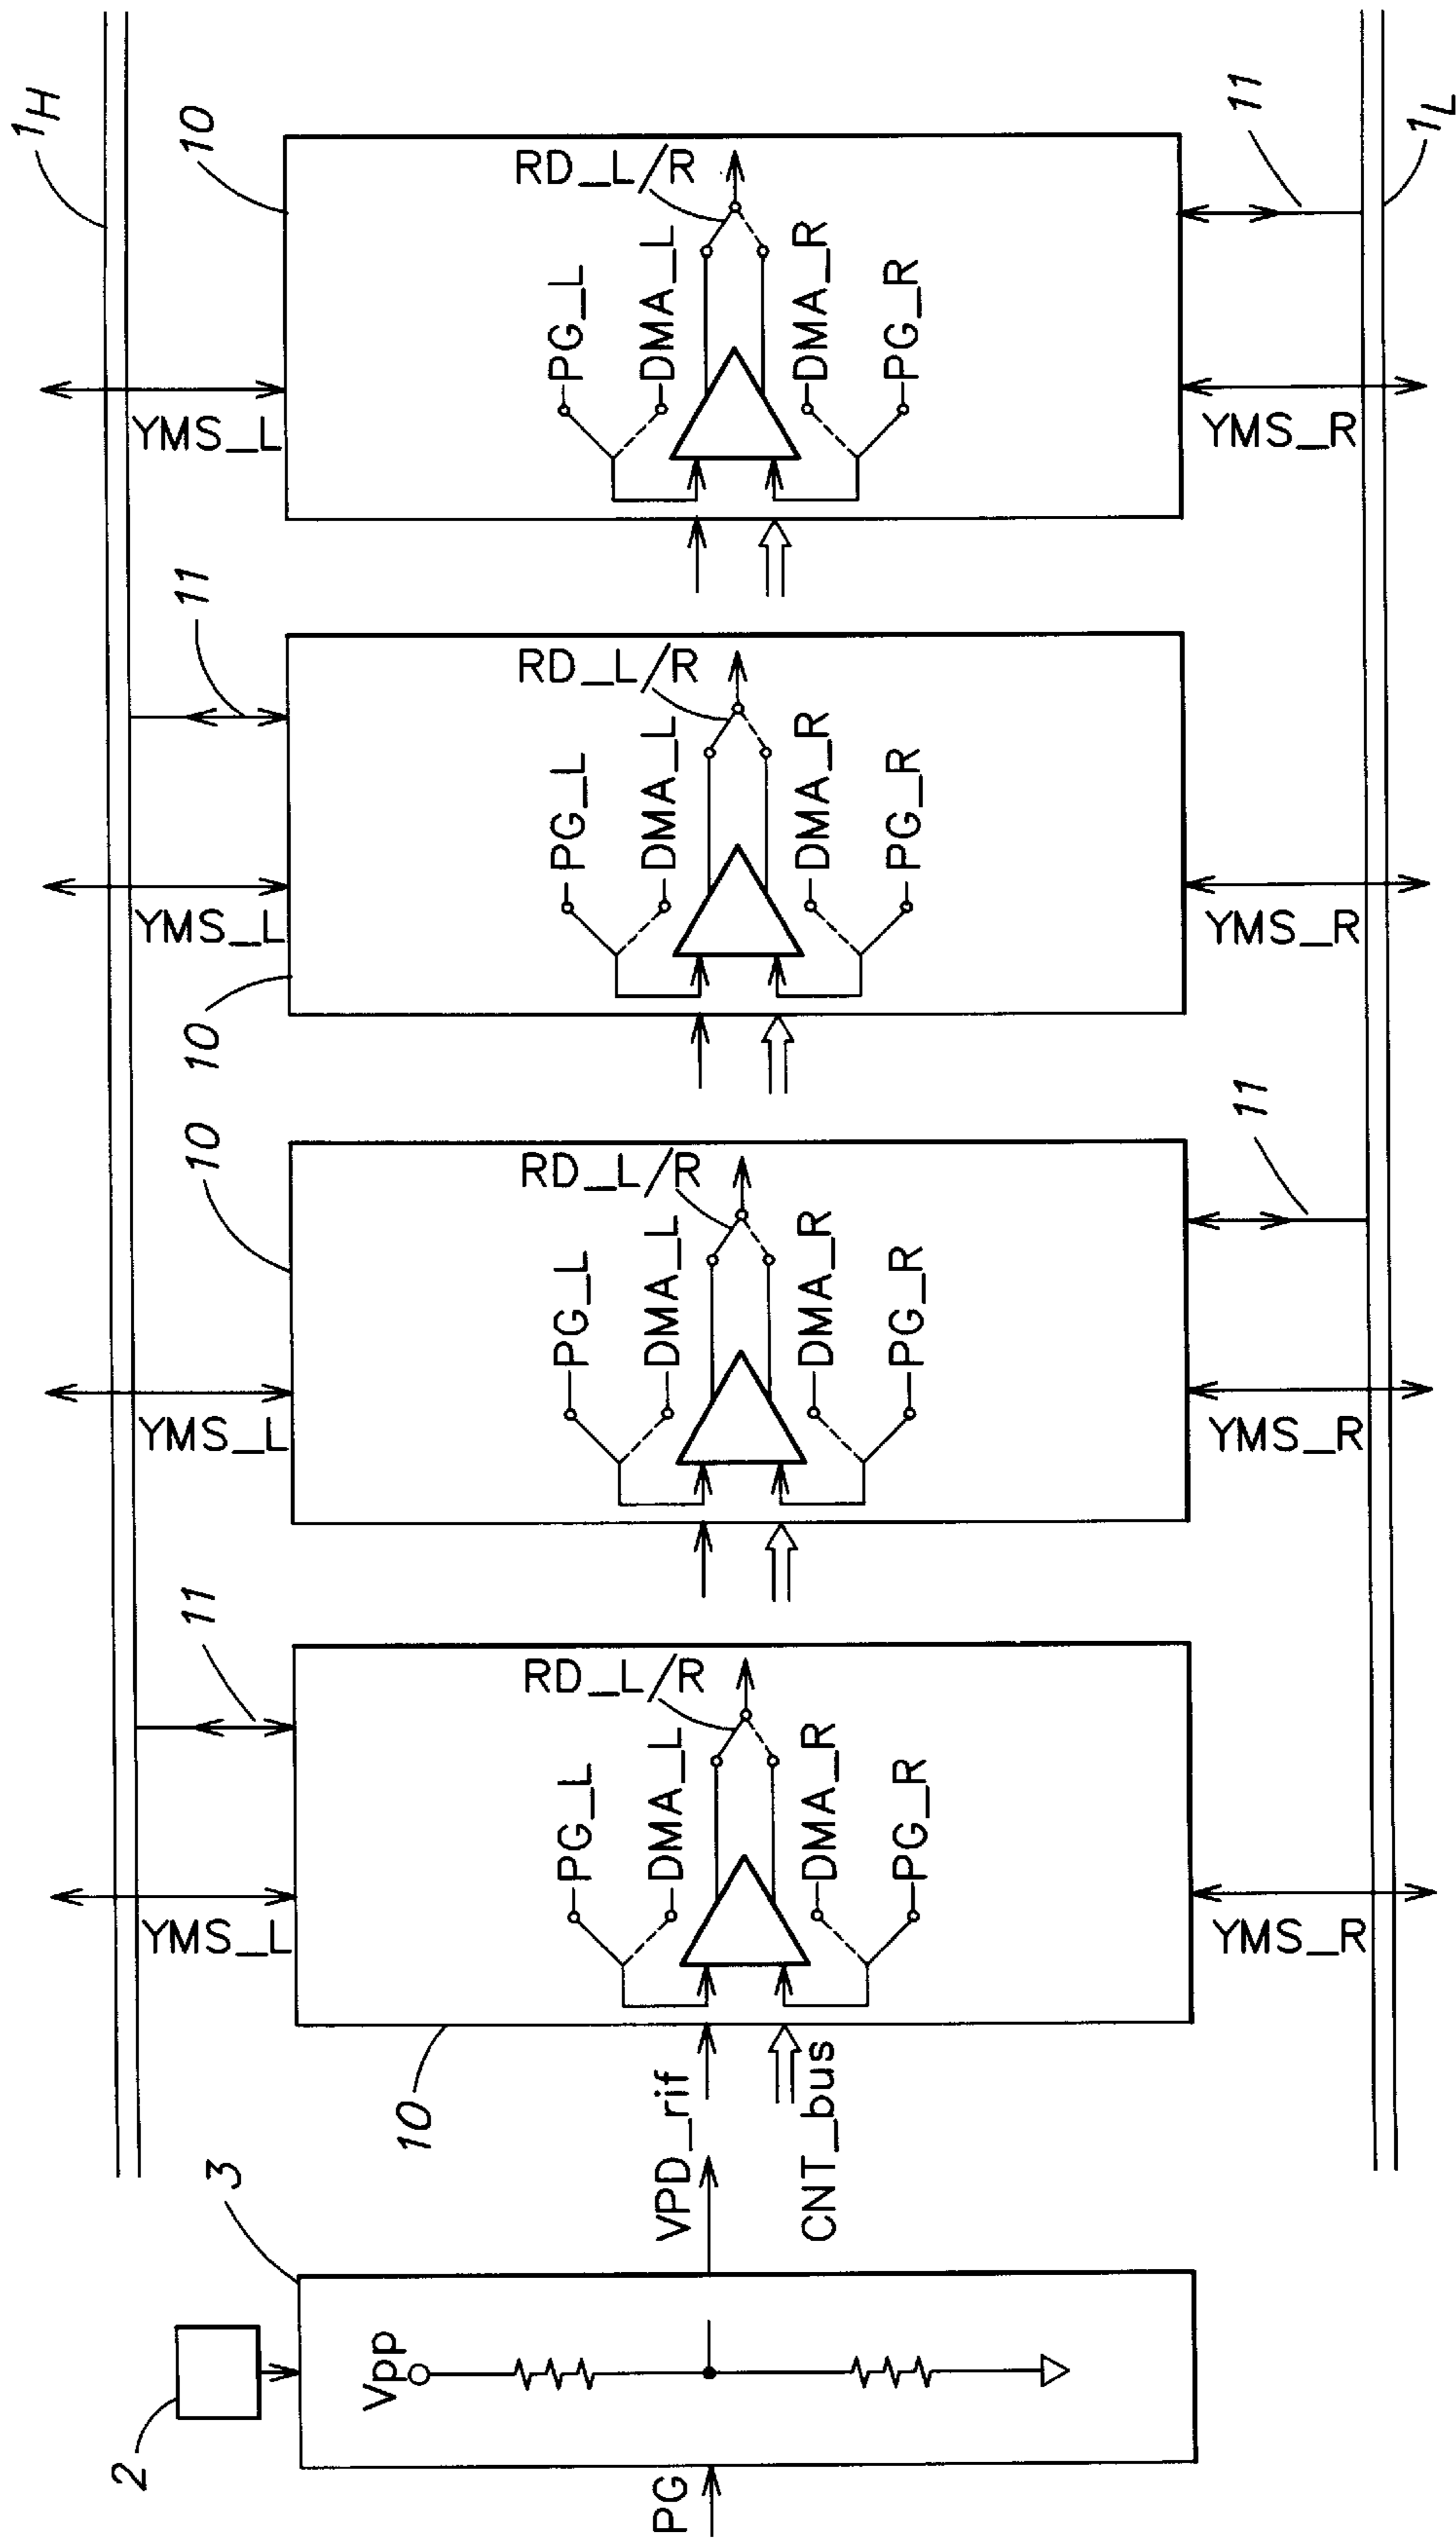 1H
10
11
10
10
11
10
11
11
1L
YMS_L
YMS_L
YMS_L
YMS_L
RD_L/R
PG_L
DMA_L
DMA_R
PG_R
RD_L/R
PG_L
DMA_L
DMA_R
PG_R
RD_L/R
PG_L
DMA_L
DMA_R
PG_R
RD_L/R
PG_L
DMA_L
DMA_R
PG_R
YMS_R
YMS_R
YMS_R
YMS_R
VPD_rif
CNT_bus
2
3
Vpp
PG